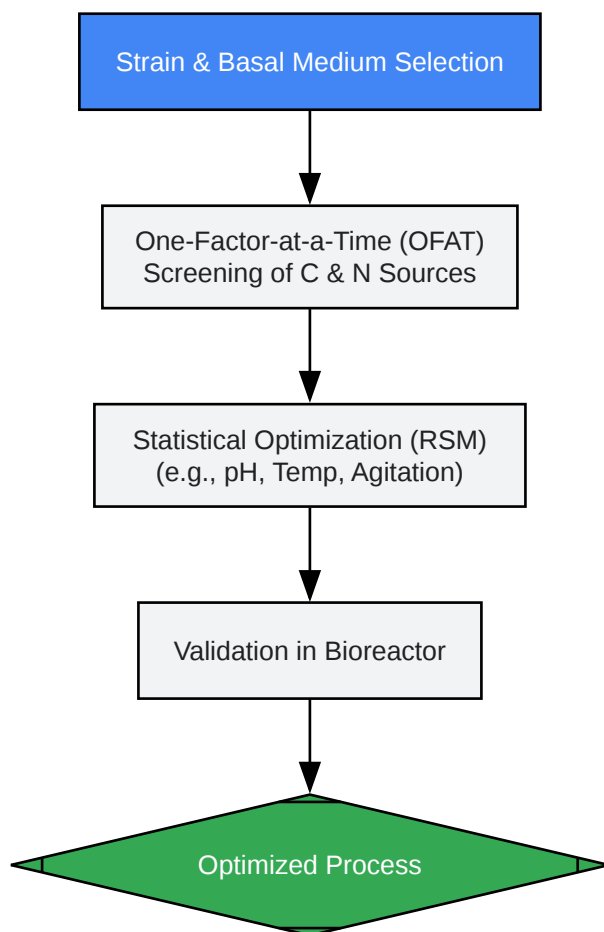 Strain & Basal Medium Selection
One-Factor-at-a-Time (OFAT)
Screening of C & N Sources
Statistical Optimization (RSM)
(e.g., pH, Temp, Agitation)
Validation in Bioreactor
Optimized Process